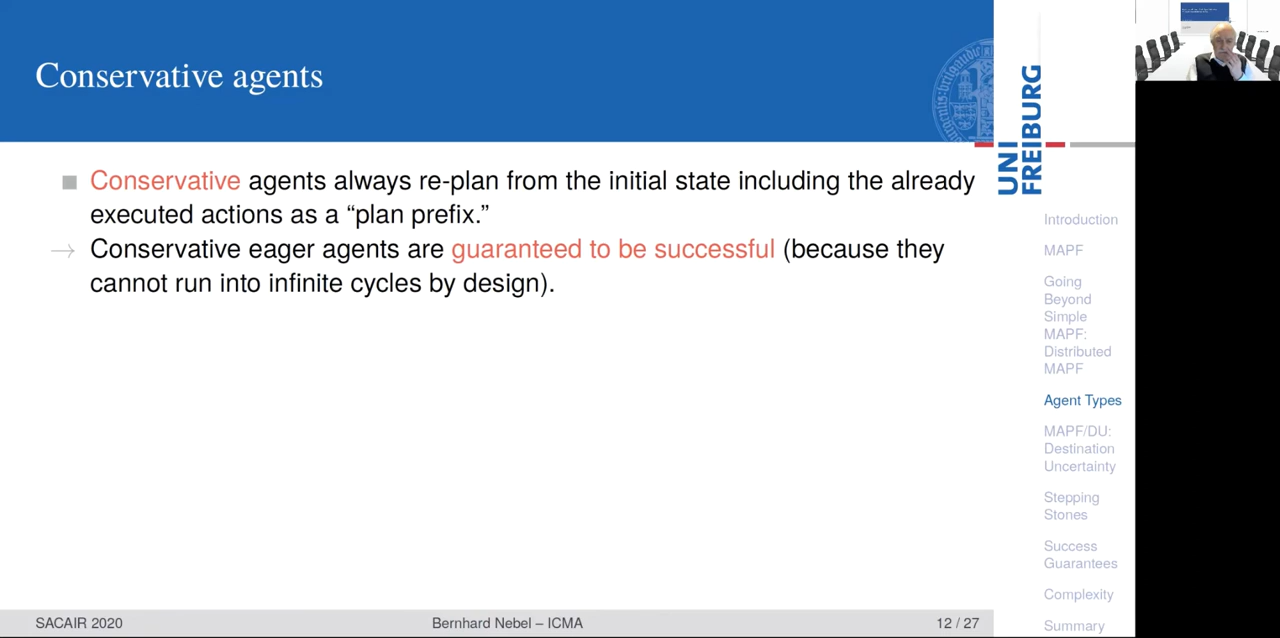 Conservative agents
Conservative agents always re-plan from the initial state including the already
executed actions as a “plan prefix.”
→ Conservative eager agents are guaranteed to be successful (because they
cannot run into infinite cycles by design).
UNI
FREIBURG
Introduction
MAPF
Going
Beyond
Simple
MAPF:
Distributed
MAPF
Agent Types
MAPF/DU:
Destination
Uncertainty
Stepping
Stones
Success
Guarantees
Complexity
Summary
SACAIR 2020
Bernhard Nebel – ICMA
12 / 27